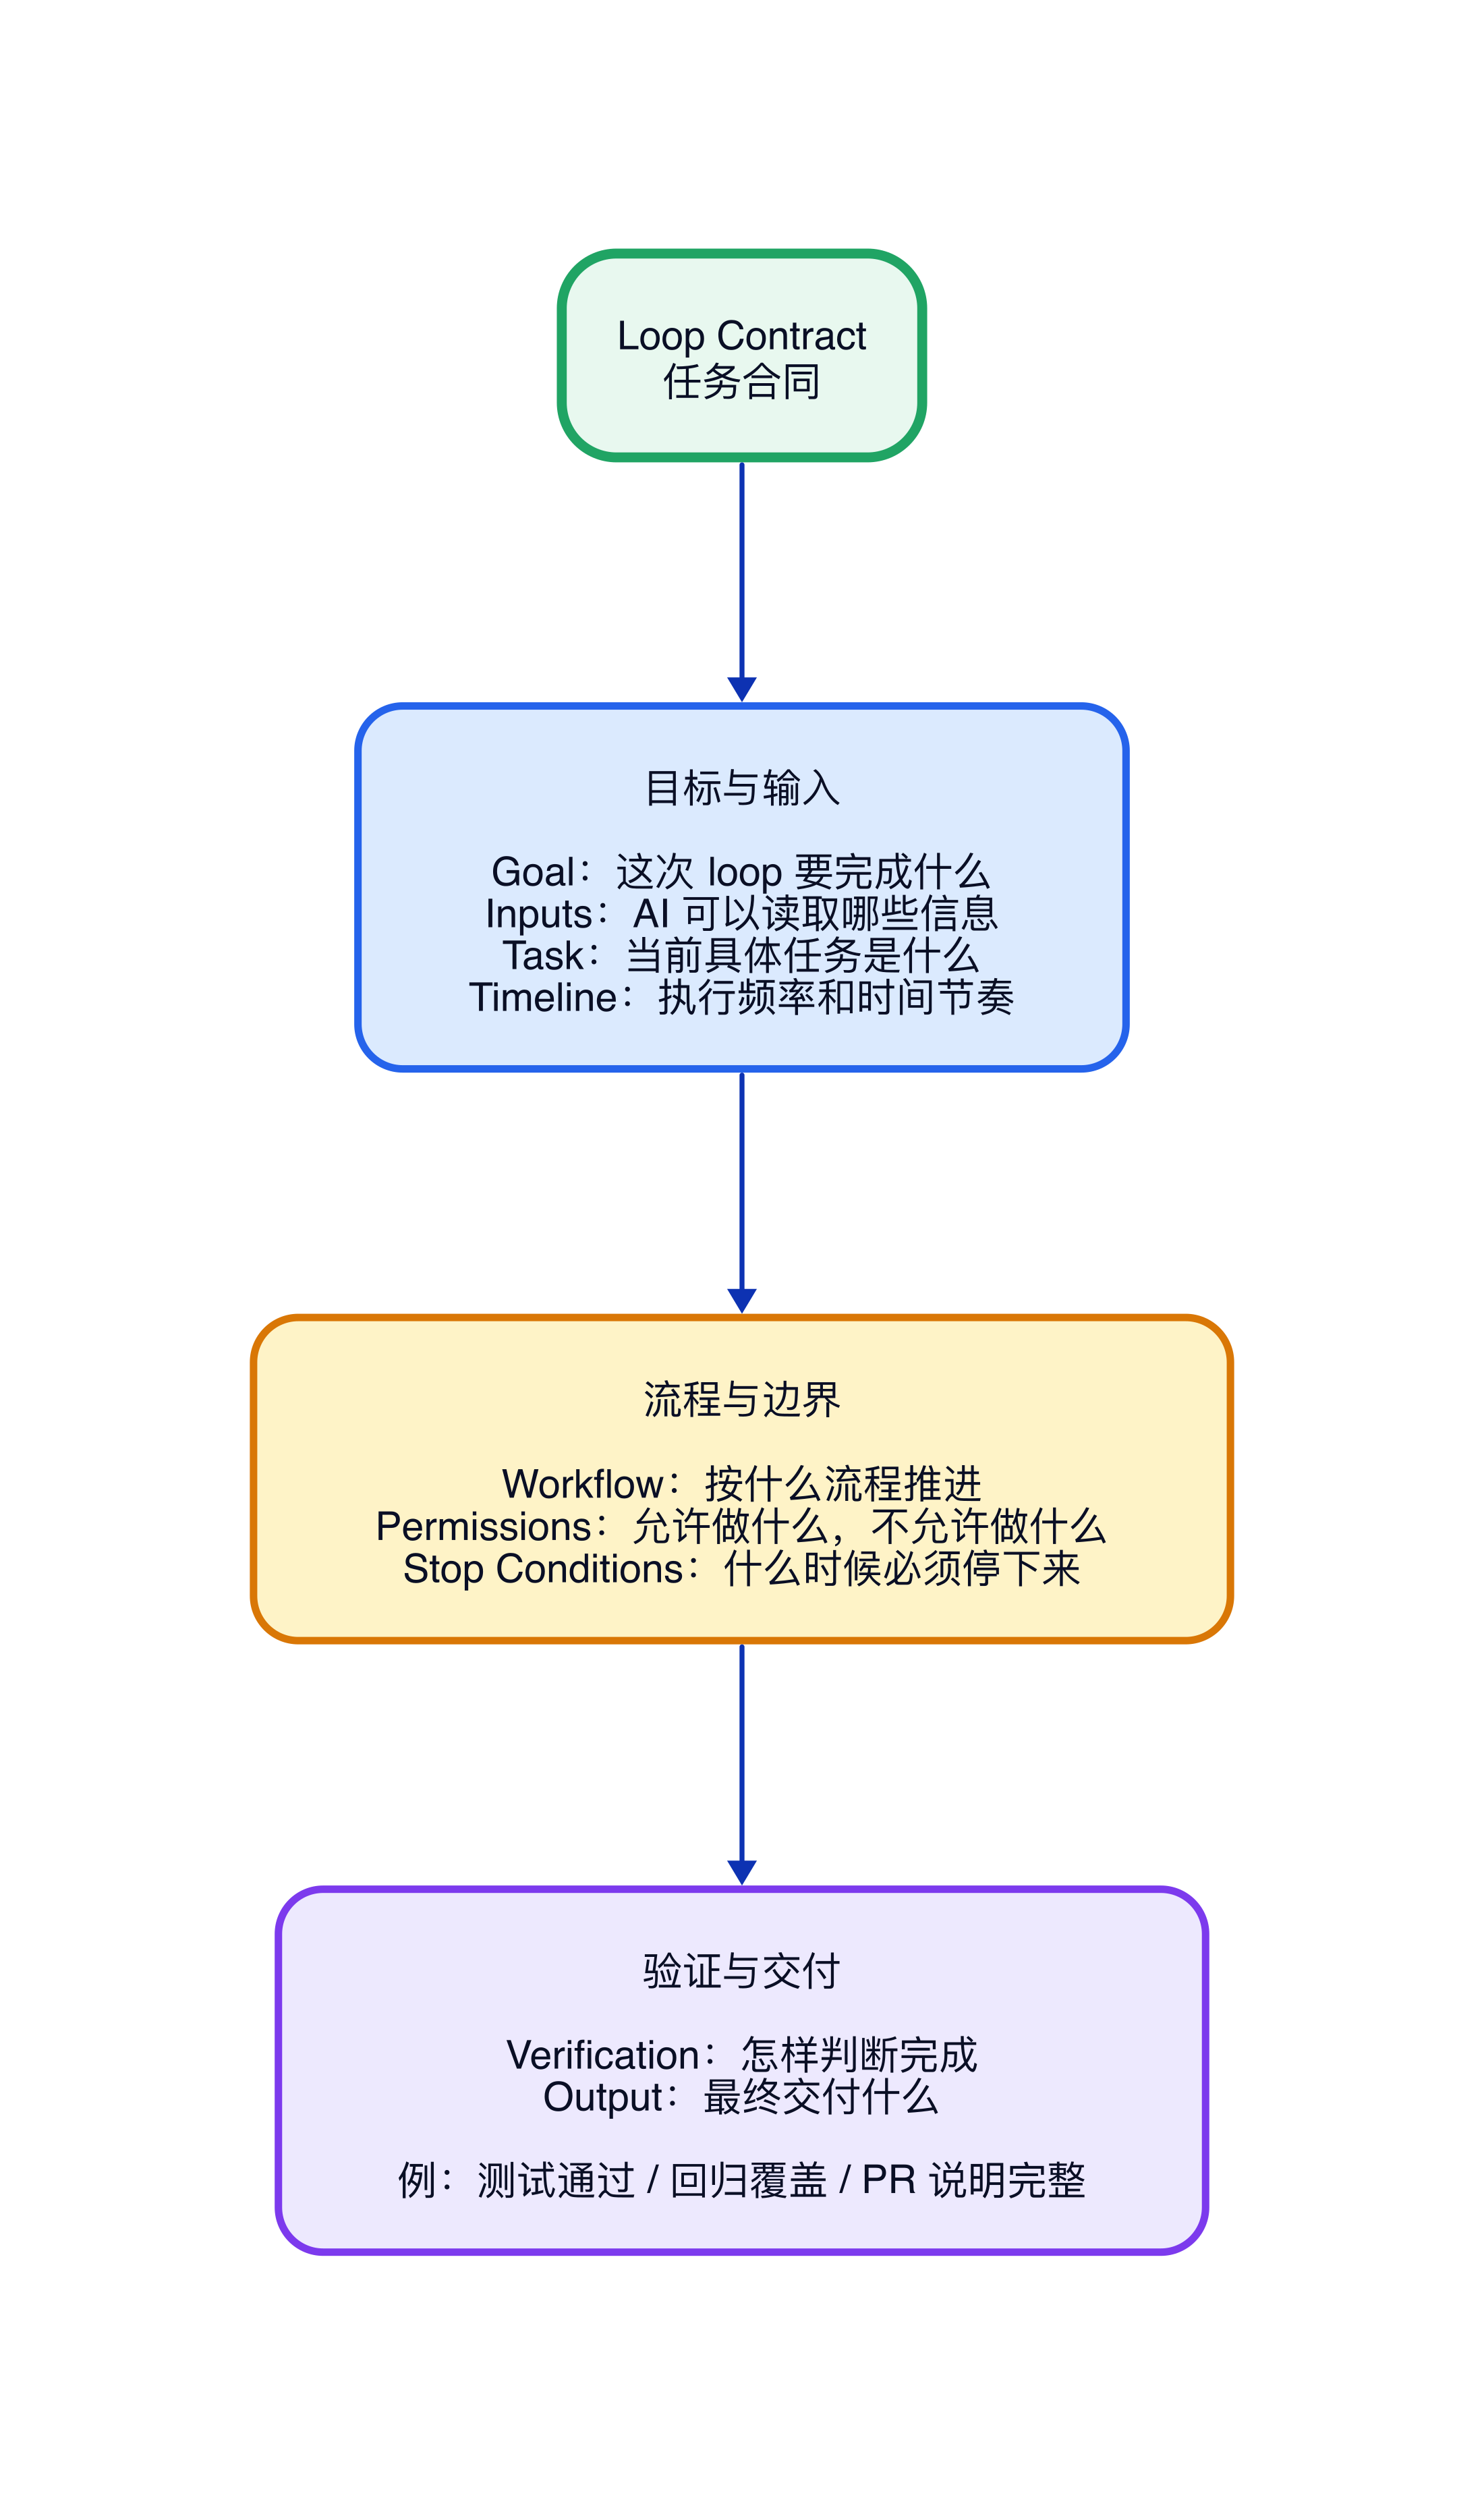 Loop Contract
任务合同
目标与输入
Goal：这次 loop 要完成什么
Inputs：AI 可以读取哪些信息
Task：当前具体任务是什么
Timeline：执行或观察的时间节奏
流程与边界
Workflow：按什么流程推进
Permissions：允许做什么，不允许做什么
Stop Conditions：什么时候必须停下来
验证与交付
Verification：怎样判断完成
Output：最终交付什么
例：测试通过 / 回归覆盖 / PR 说明完整